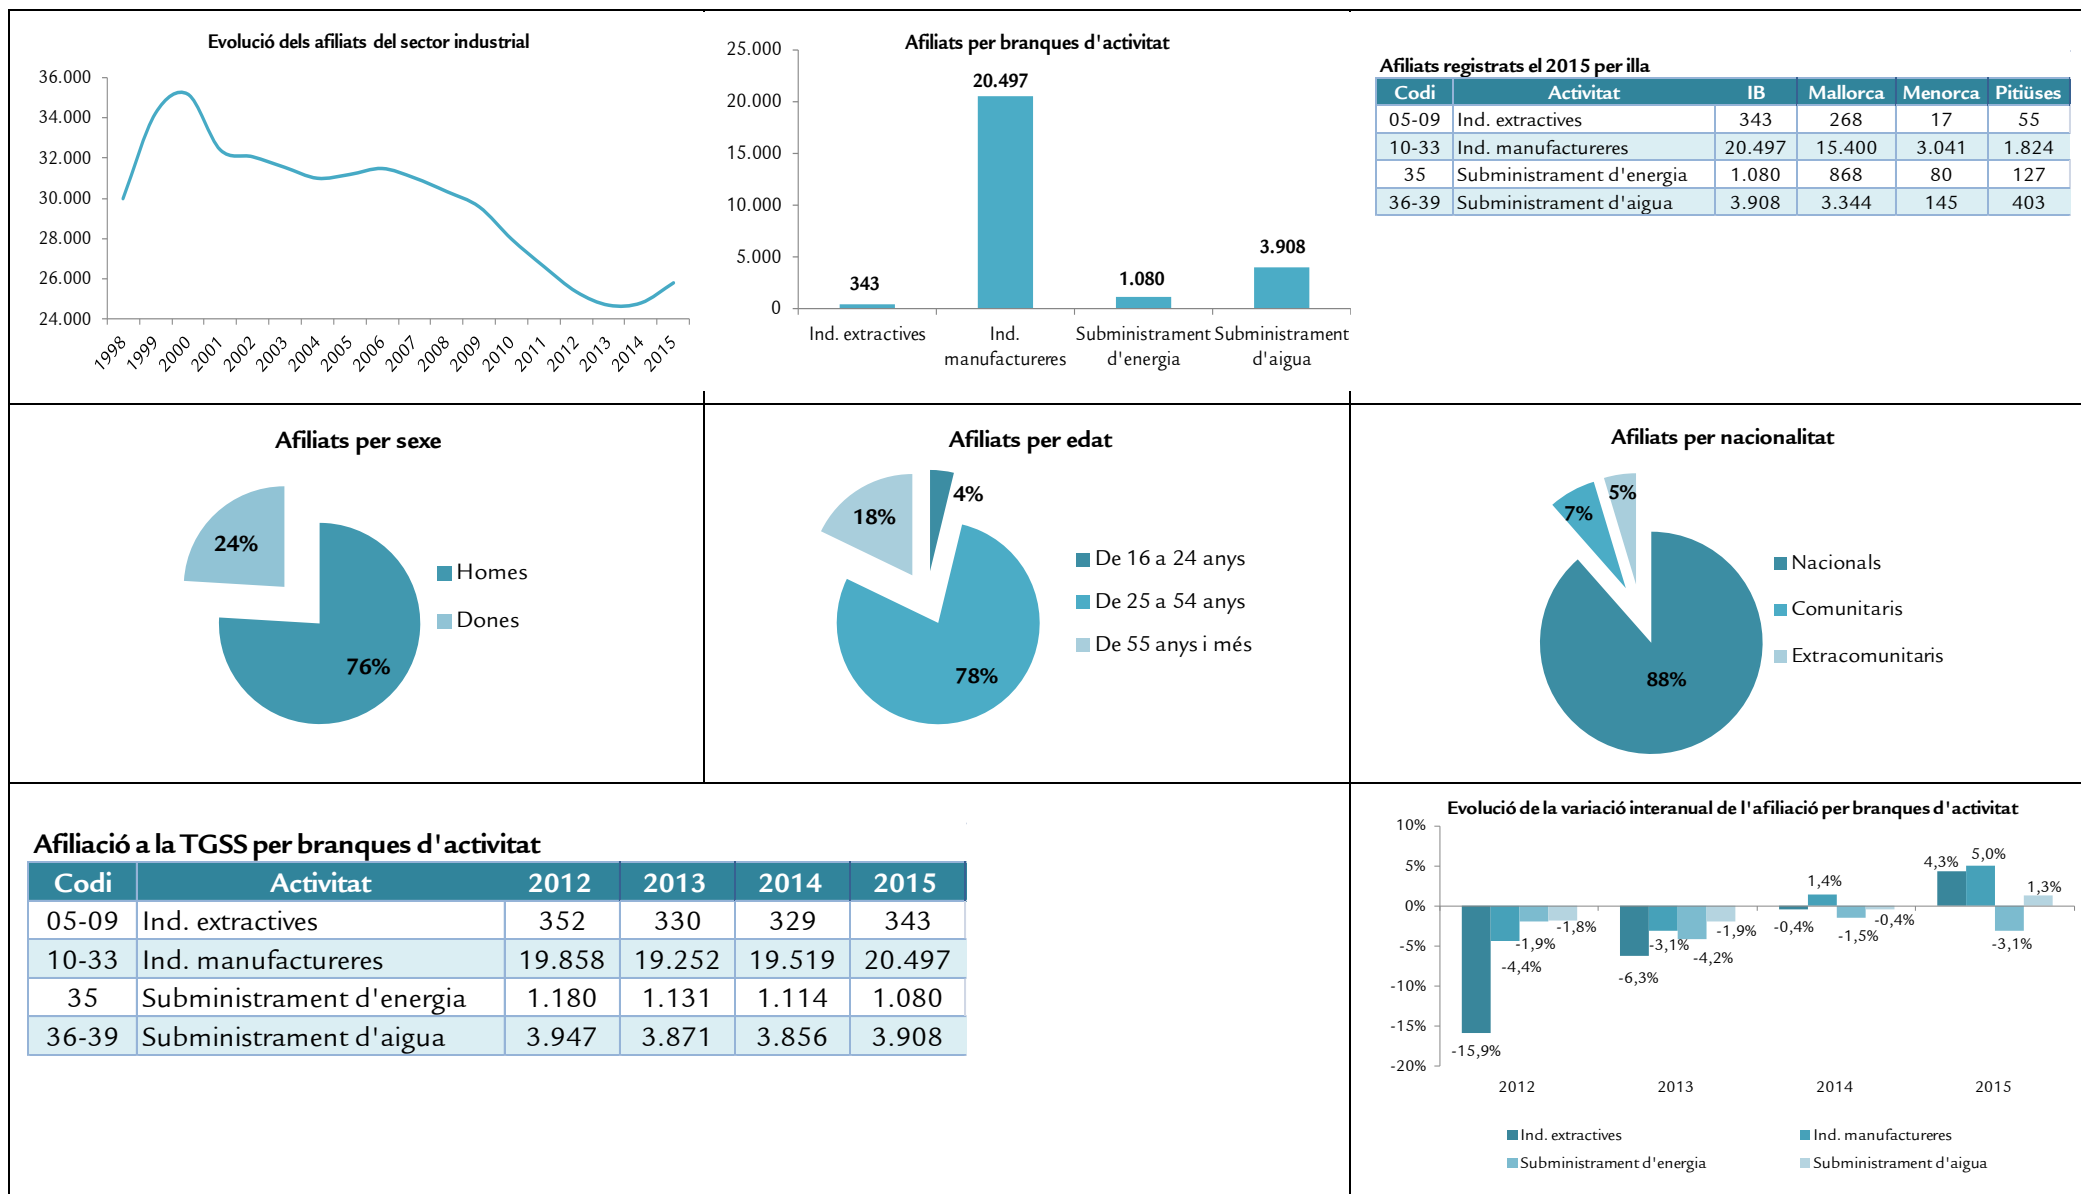 Evolució dels afiliats del sector industrial
36.000
34.000
32.000
30.000
28.000
26.000
24.000
1998 1999 2000 2001 2002 2003 2004 2005 2006 2007 2008 2009 2010 2011 2012 2013 2014 2015
Afiliats per branques d'activitat
25.000
20.000
15.000
10.000
5.000
0
343
20.497
1.080
3.908
Ind. extractives
Ind. manufactureres
Subministrament d'energia
Subministrament d'aigua
Afiliats registrats el 2015 per illa
Codi Activitat IB Mallorca Menorca Pitiüses
05-09 Ind. extractives 343 268 17 55
10-33 Ind. manufactureres 20.497 15.400 3.041 1.824
35 Subministrament d'energia 1.080 868 80 127
36-39 Subministrament d'aigua 3.908 3.344 145 403
Afiliats per sexe
24%
76%
Homes
Dones
Afiliats per edat
4%
18%
78%
De 16 a 24 anys
De 25 a 54 anys
De 55 anys i més
Afiliats per nacionalitat
5%
7%
88%
Nacionals
Comunitaris
Extracomunitaris
Afiliació a la TGSS per branques d'activitat
Codi Activitat 2012 2013 2014 2015
05-09 Ind. extractives 352 330 329 343
10-33 Ind. manufactureres 19.858 19.252 19.519 20.497
35 Subministrament d'energia 1.180 1.131 1.114 1.080
36-39 Subministrament d'aigua 3.947 3.871 3.856 3.908
Evolució de la variació interanual de l'afiliació per branques d'activitat
10%
5%
0%
-5%
-10%
-15%
-20%
-15,9%
-4,4%
-1,9%
-1,8%
-6,3%
-3,1%
-4,2%
-1,9%
-0,4%
1,4%
-1,5%
-0,4%
4,3%
5,0%
-3,1%
1,3%
2012 2013 2014 2015
Ind. extractives
Ind. manufactureres
Subministrament d'energia
Subministrament d'aigua